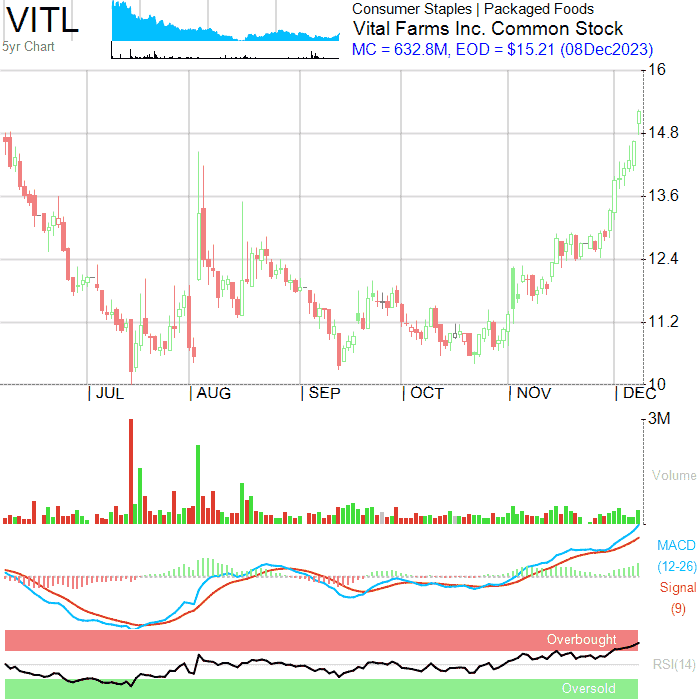 VITL
5yr Chart
Consumer Staples | Packaged Foods
Vital Farms Inc. Common Stock
MC = 632.8M, EOD = $15.21 (08Dec2023)
16
14.8
13.6
12.4
11.2
10
| JUL | AUG | SEP | OCT | NOV | DEC
3M
Volume
MACD
(12-26)
Signal
(9)
Overbought
RSI(14)
Oversold